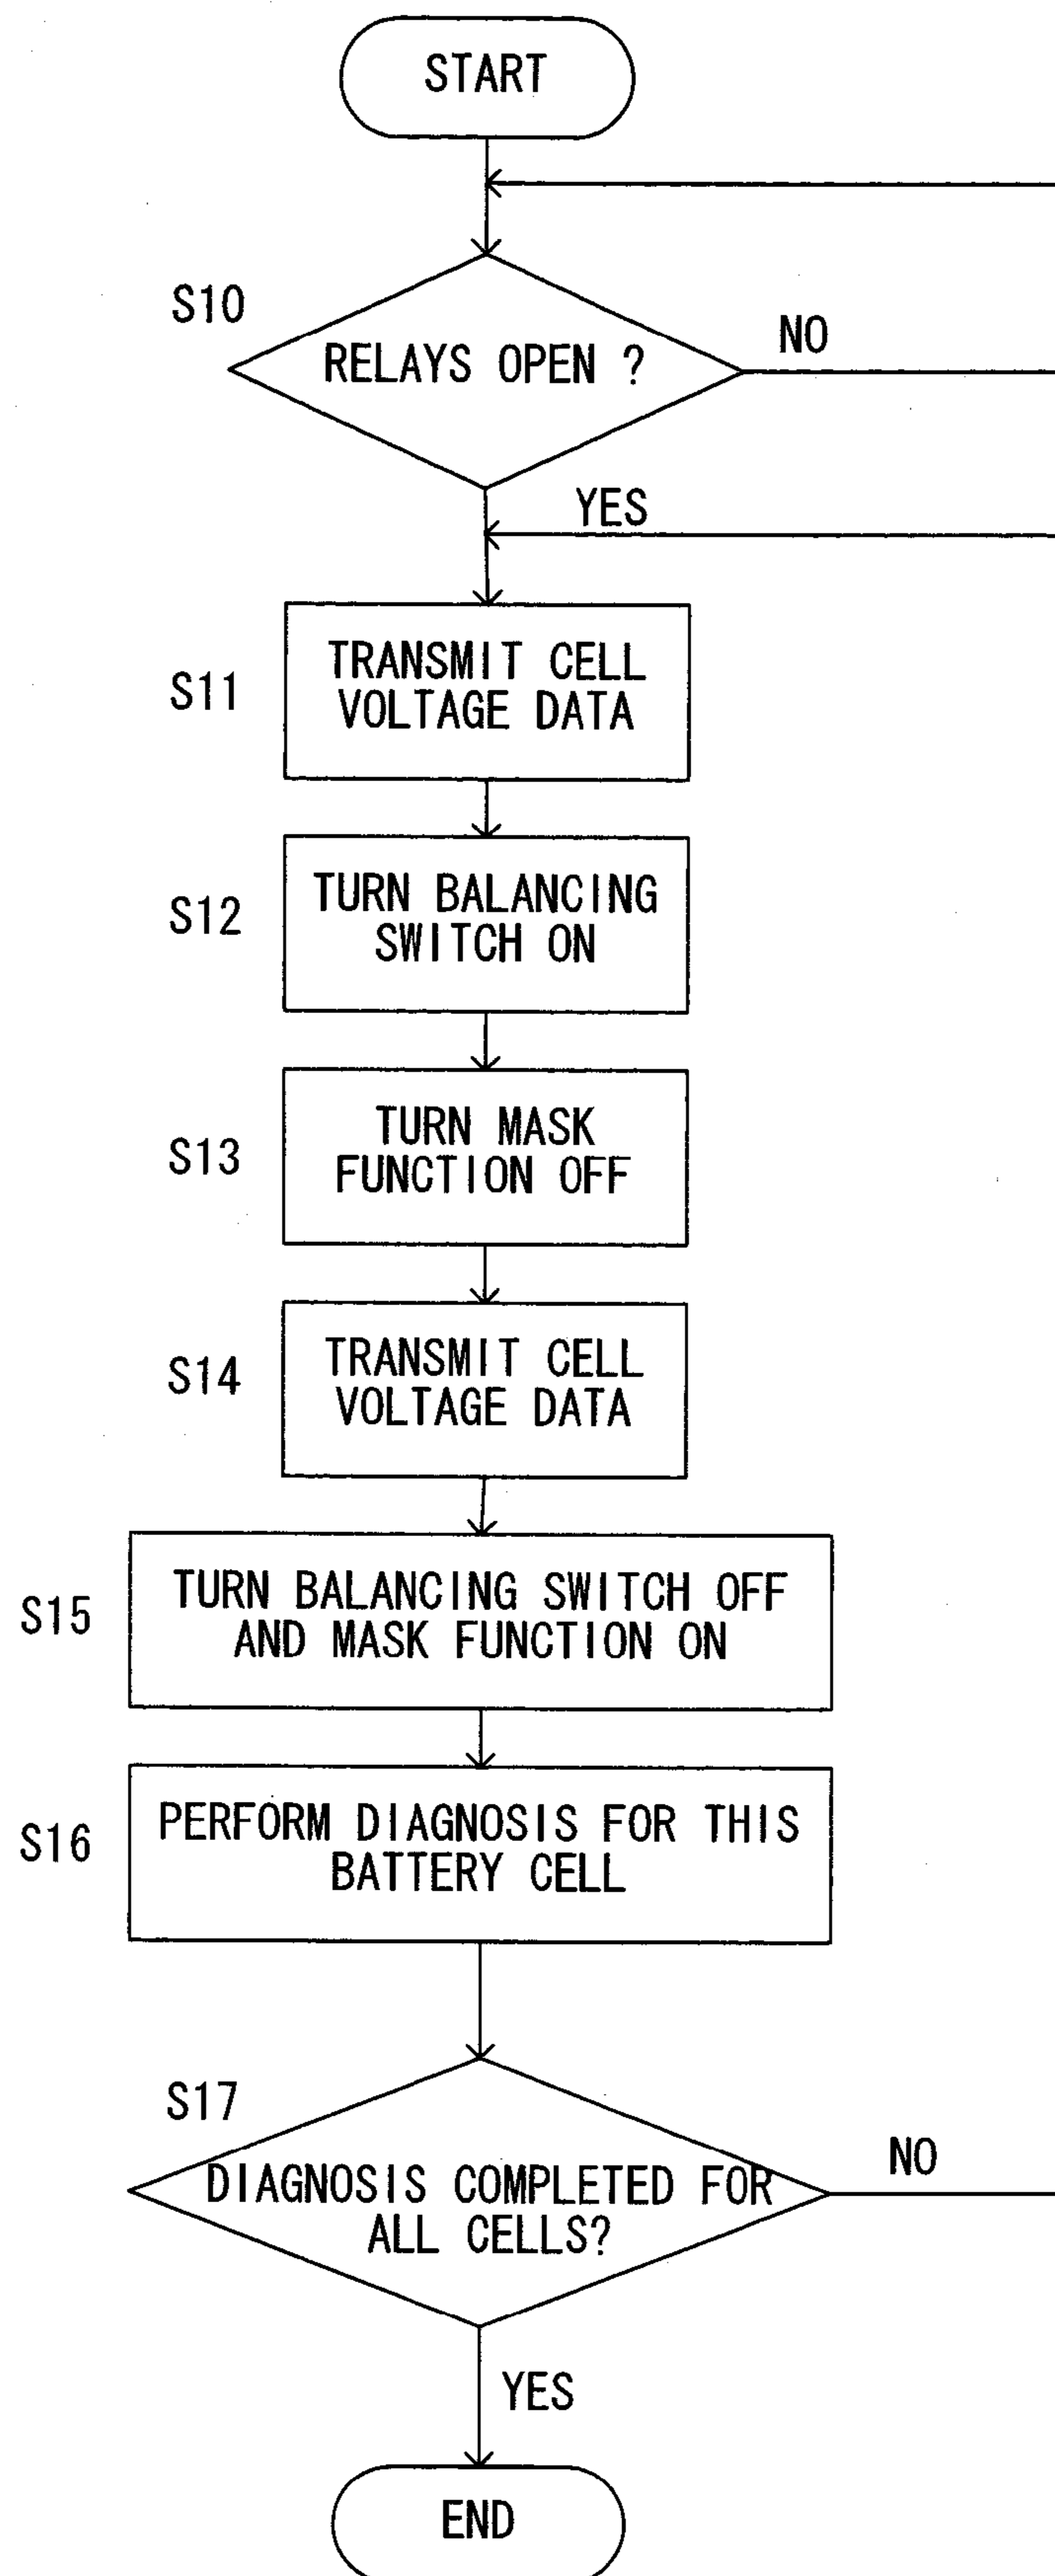 START
S10
RELAYS OPEN ?
NO
YES
S11
TRANSMIT CELL
VOLTAGE DATA
S12
TURN BALANCING
SWITCH ON
S13
TURN MASK
FUNCTION OFF
S14
TRANSMIT CELL
VOLTAGE DATA
S15
TURN BALANCING SWITCH OFF
AND MASK FUNCTION ON
S16
PERFORM DIAGNOSIS FOR THIS
BATTERY CELL
S17
DIAGNOSIS COMPLETED FOR
ALL CELLS?
NO
YES
END